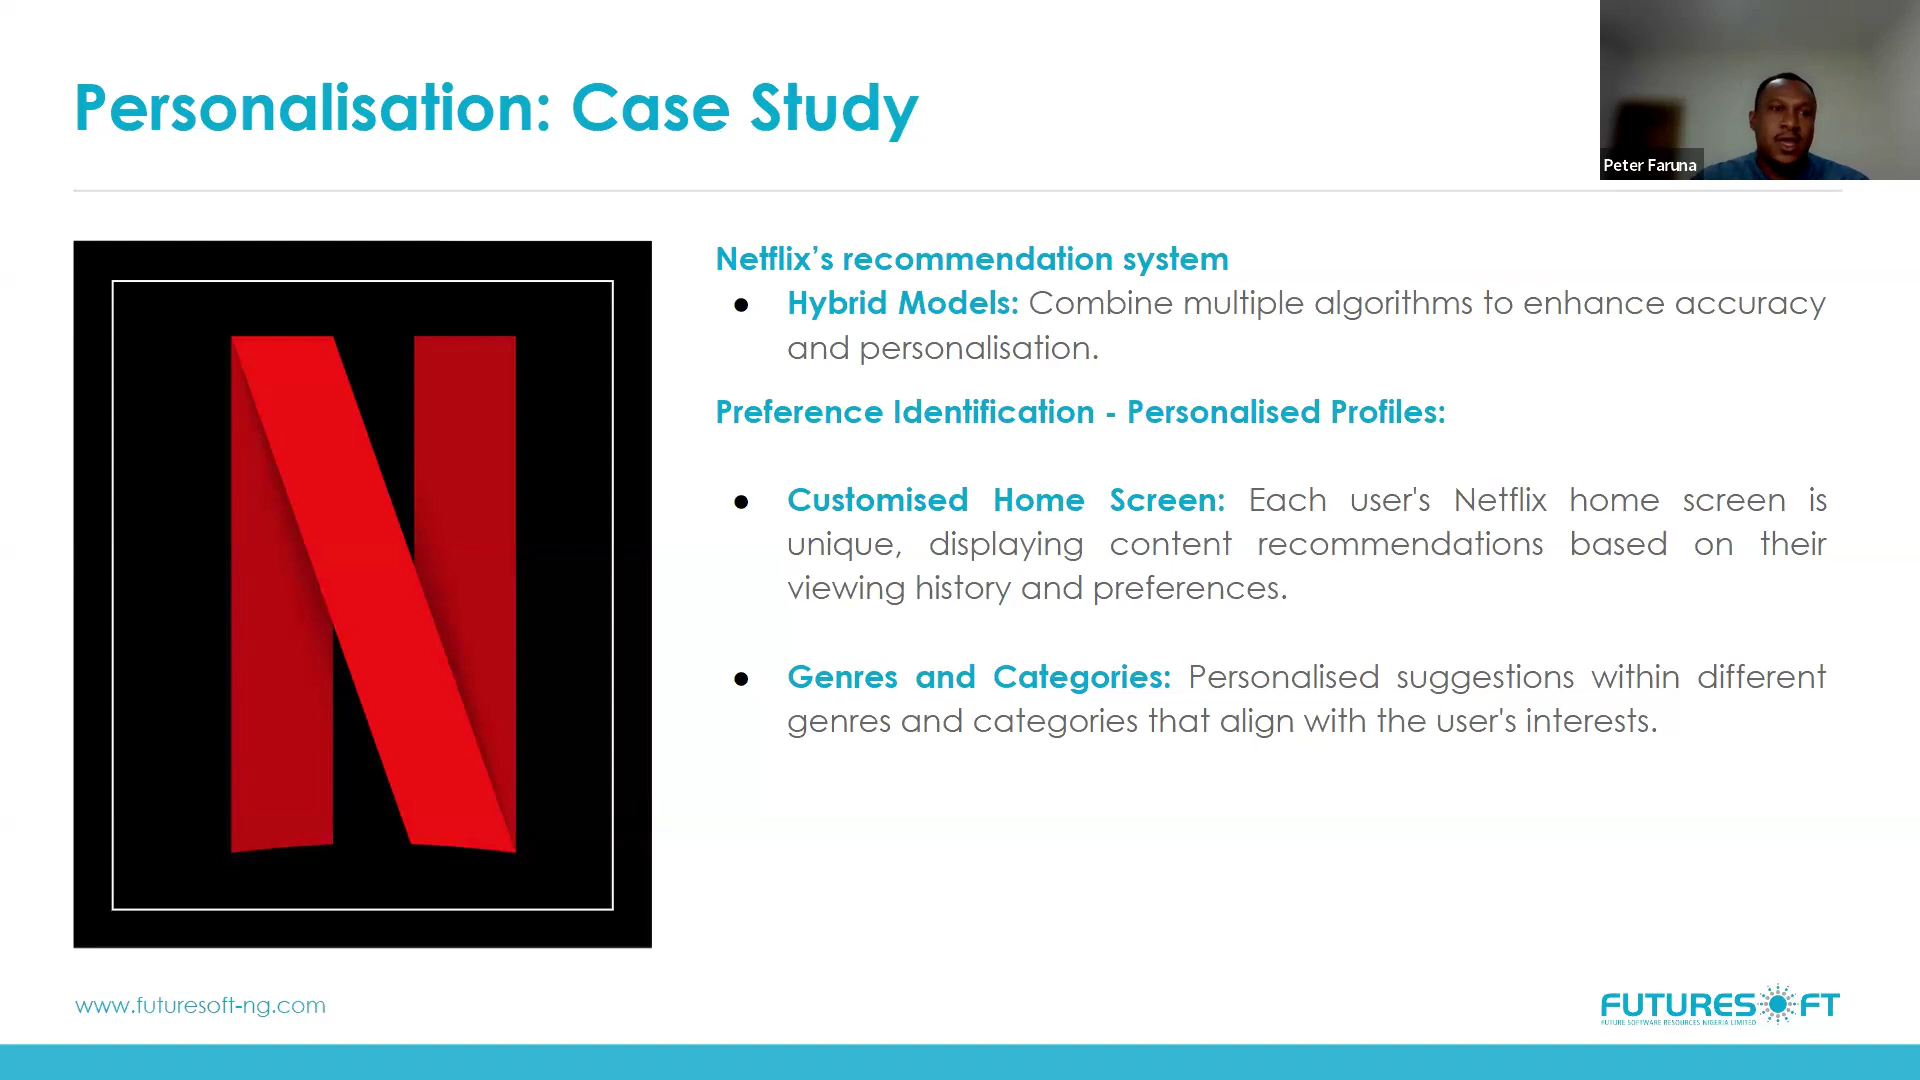 Personalisation: Case Study
Peter Faruna
Netflix’s recommendation system
● Hybrid Models: Combine multiple algorithms to enhance accuracy
and personalisation.
Preference Identification - Personalised Profiles:
● Customised Home Screen: Each user's Netflix home screen is
unique, displaying content recommendations based on their
viewing history and preferences.
● Genres and Categories: Personalised suggestions within different
genres and categories that align with the user's interests.
www.futuresoft-ng.com
FUTURESOFT
FUTURE SOFTWARE RESOURCES NIGERIA LIMITED